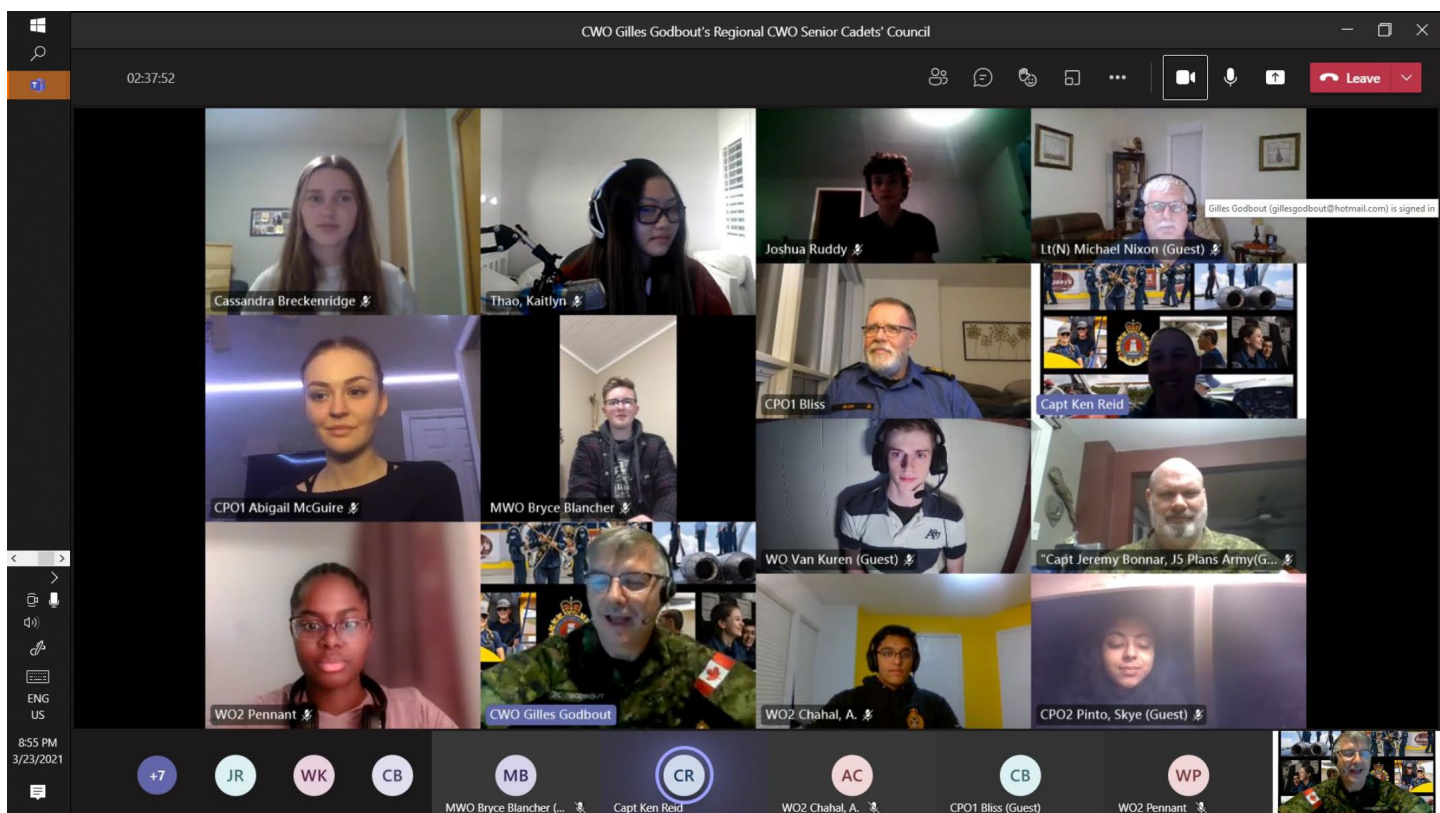 CWO Gilles Godbout's Regional CWO Senior Cadets' Council
02:37:52
Leave
Cassandra Breckenridge
Thao, Kaitlyn
Joshua Ruddy
Lt(N) Michael Nixon (Guest)
Gilles Godbout (gillesgodbout@hotmail.com) is signed in
CPO1 Bliss
Capt Ken Reid
CPO1 Abigail McGuire
MWO Bryce Blancher
WO Van Kuren (Guest)
"Capt Jeremy Bonnar, J5 Plans Army(G...
WO2 Pennant
CWO Gilles Godbout
WO2 Chahal, A.
CPO2 Pinto, Skye (Guest)
ENG
US
8:55 PM
3/23/2021
+7
JR
WK
CB
MB
MWO Bryce Blancher (...
CR
Capt Ken Reid
AC
WO2 Chahal, A.
CB
CPO1 Bliss (Guest)
WP
WO2 Pennant